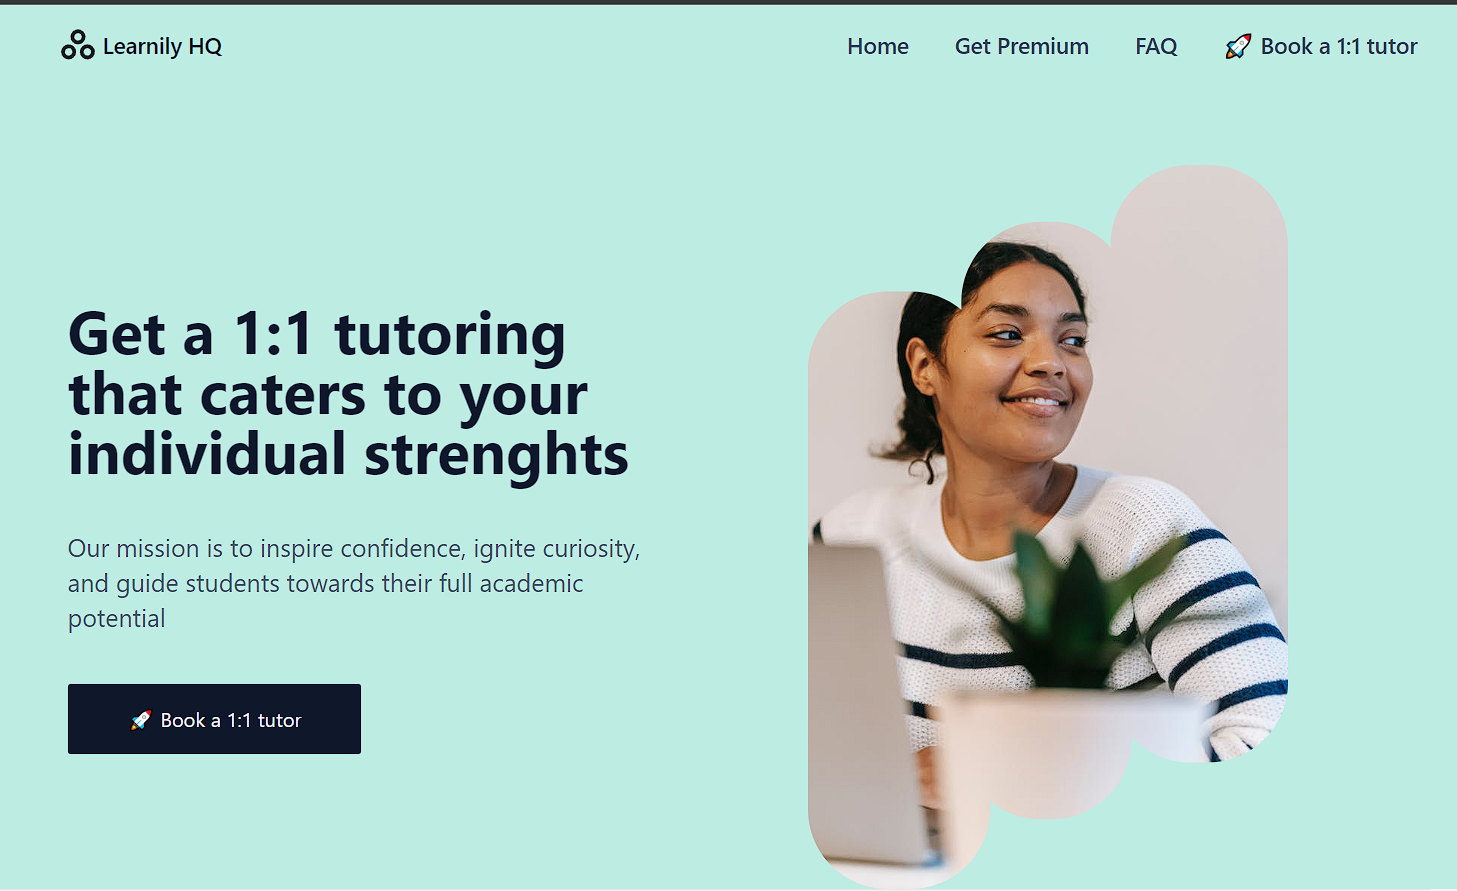 Learnily HQ
Home
Get Premium
FAQ
🚀 Book a 1:1 tutor
Get a 1:1 tutoring
that caters to your
individual strenghts
Our mission is to inspire confidence, ignite curiosity,
and guide students towards their full academic
potential
🚀 Book a 1:1 tutor